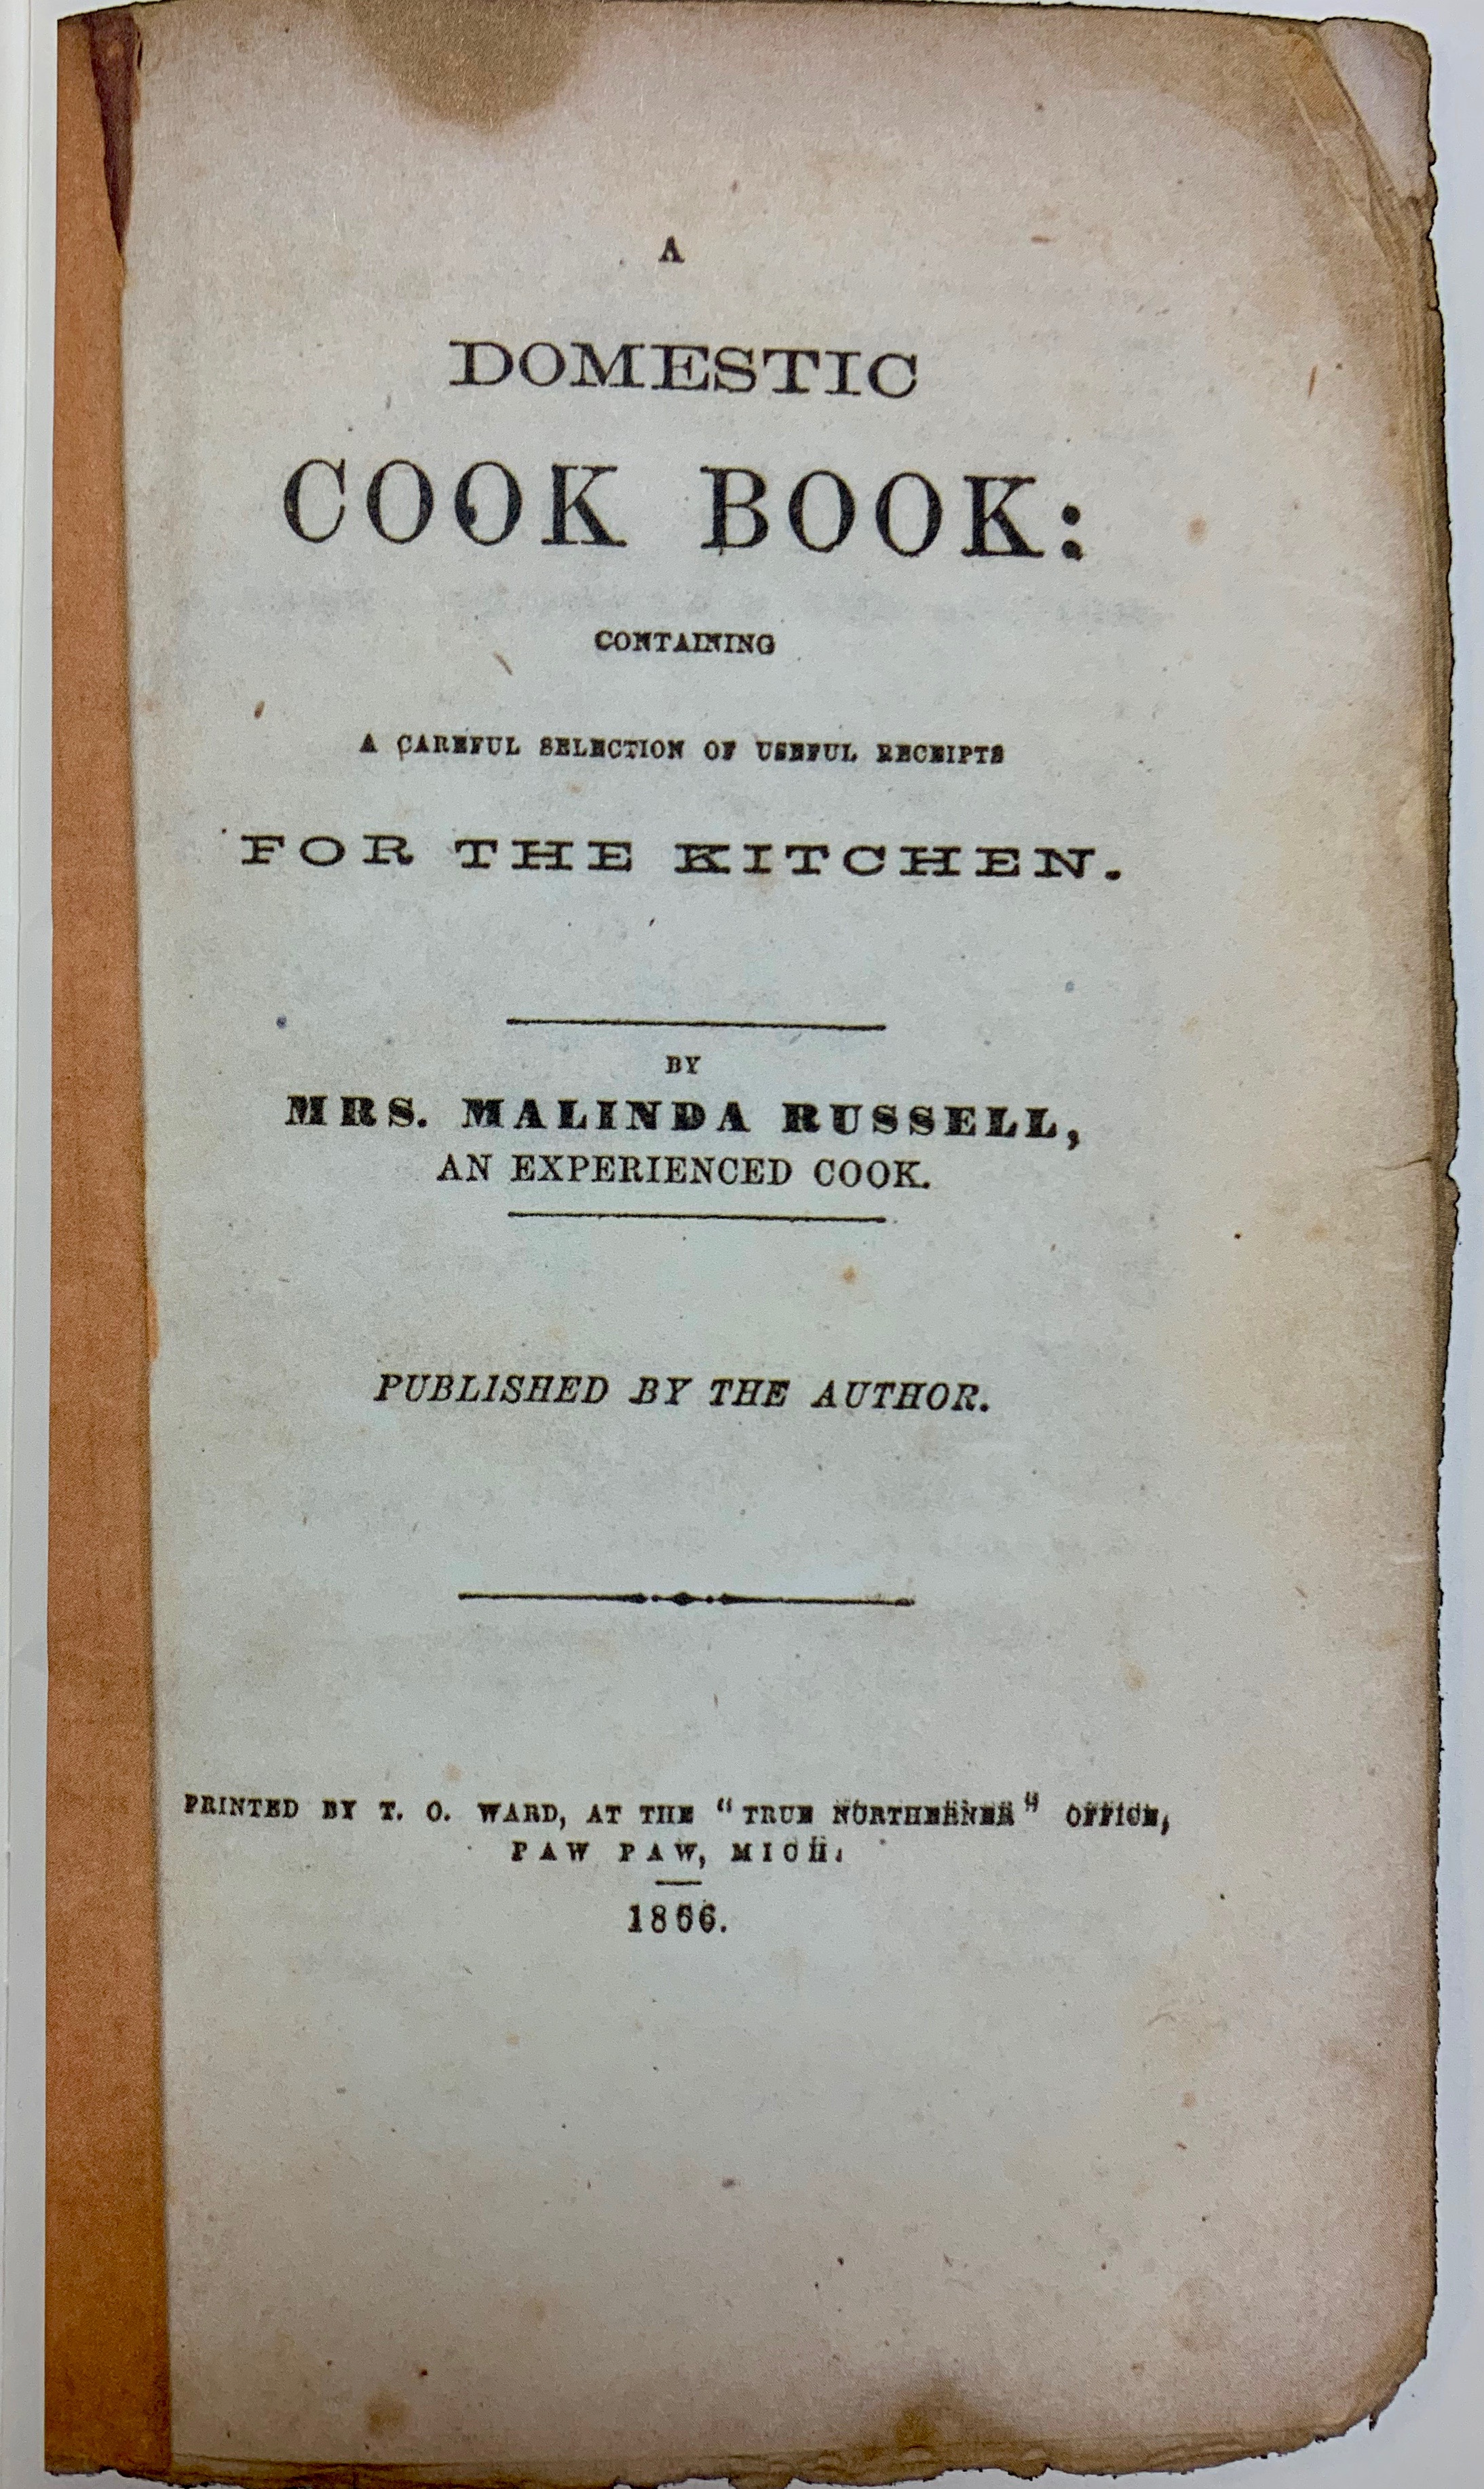 A
DOMESTIC
COOK BOOK:
CONTAINING
A CAREFUL SELECTION OF USEFUL RECEIPTS
FOR THE KITCHEN.
BY
MRS. MALINDA RUSSELL,
AN EXPERIENCED COOK.
PUBLISHED BY THE AUTHOR.
PRINTED BY T. O. WARD, AT THE "TRUE NORTHERNER" OFFICE,
PAW PAW, MICH.
1866.